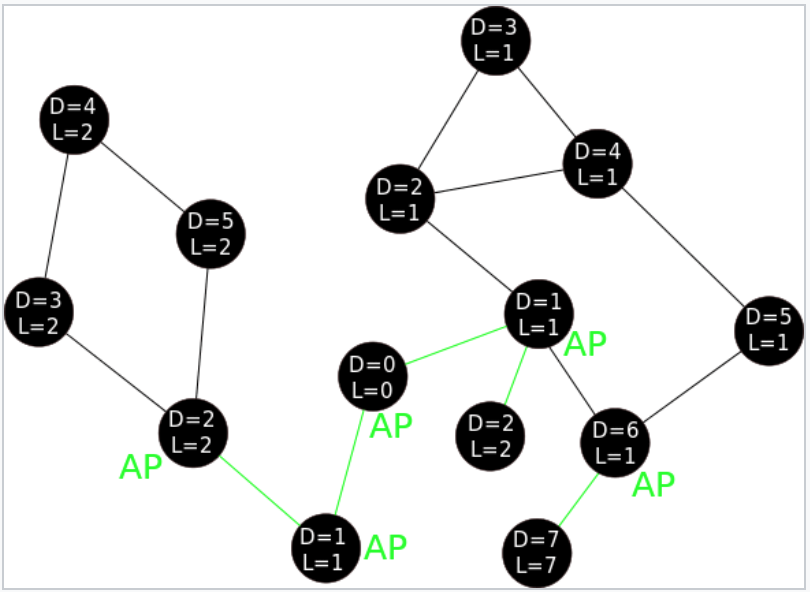 D=3
L=1
D=4
L=2
D=4
L=1
D=2
L=1
D=5
L=2
D=3
L=2
D=1
L=1
AP
D=5
L=1
D=0
L=0
AP
D=2
L=2
AP
D=2
L=2
D=6
L=1
AP
D=1
L=1
AP
D=7
L=7